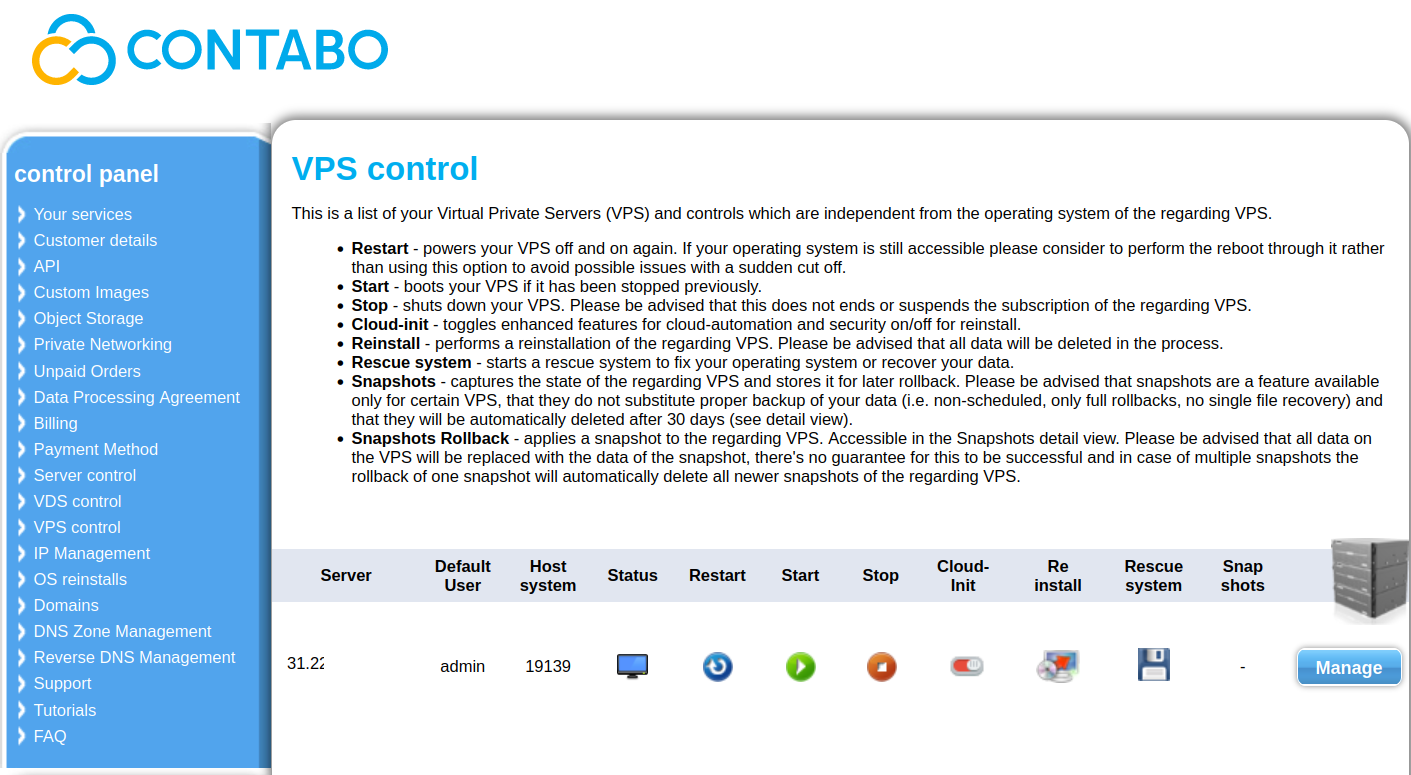 CONTABO
control panel
Your services
Customer details
API
Custom Images
Object Storage
Private Networking
Unpaid Orders
Data Processing Agreement
Billing
Payment Method
Server control
VDS control
VPS control
IP Management
OS reinstalls
Domains
DNS Zone Management
Reverse DNS Management
Support
Tutorials
FAQ
VPS control
This is a list of your Virtual Private Servers (VPS) and controls which are independent from the operating system of the regarding VPS.
• Restart - powers your VPS off and on again. If your operating system is still accessible please consider to perform the reboot through it rather
than using this option to avoid possible issues with a sudden cut off.
• Start - boots your VPS if it has been stopped previously.
• Stop - shuts down your VPS. Please be advised that this does not ends or suspends the subscription of the regarding VPS.
• Cloud-init - toggles enhanced features for cloud-automation and security on/off for reinstall.
• Reinstall - performs a reinstallation of the regarding VPS. Please be advised that all data will be deleted in the process.
• Rescue system - starts a rescue system to fix your operating system or recover your data.
• Snapshots - captures the state of the regarding VPS and stores it for later rollback. Please be advised that snapshots are a feature available
only for certain VPS, that they do not substitute proper backup of your data (i.e. non-scheduled, only full rollbacks, no single file recovery) and
that they will be automatically deleted after 30 days (see detail view).
• Snapshots Rollback - applies a snapshot to the regarding VPS. Accessible in the Snapshots detail view. Please be advised that all data on
the VPS will be replaced with the data of the snapshot, there's no guarantee for this to be successful and in case of multiple snapshots the
rollback of one snapshot will automatically delete all newer snapshots of the regarding VPS.
Server Default User Host system Status Restart Start Stop Cloud-Init Re install Rescue system Snap shots
31.22 admin 19139 - Manage